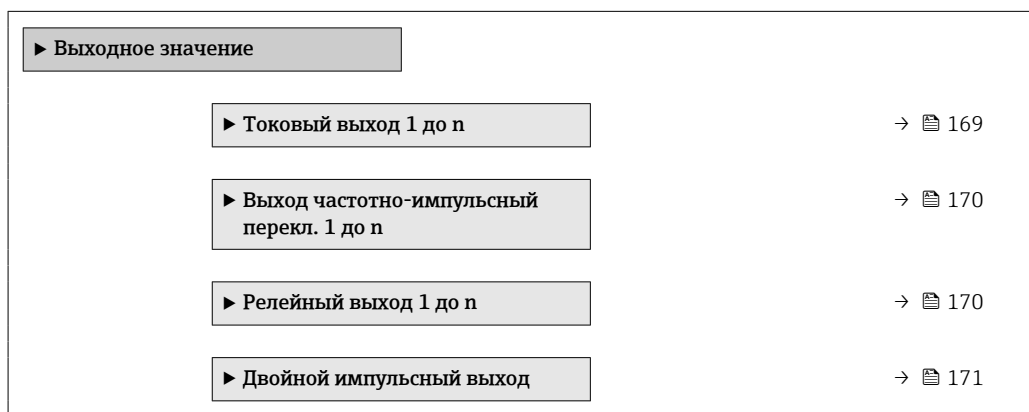 ▶ Выходное значение
▶ Токовый выход 1 до n → 169
▶ Выход частотно-импульсный → 170
перекл. 1 до n
▶ Релейный выход 1 до n → 170
▶ Двойной импульсный выход → 171